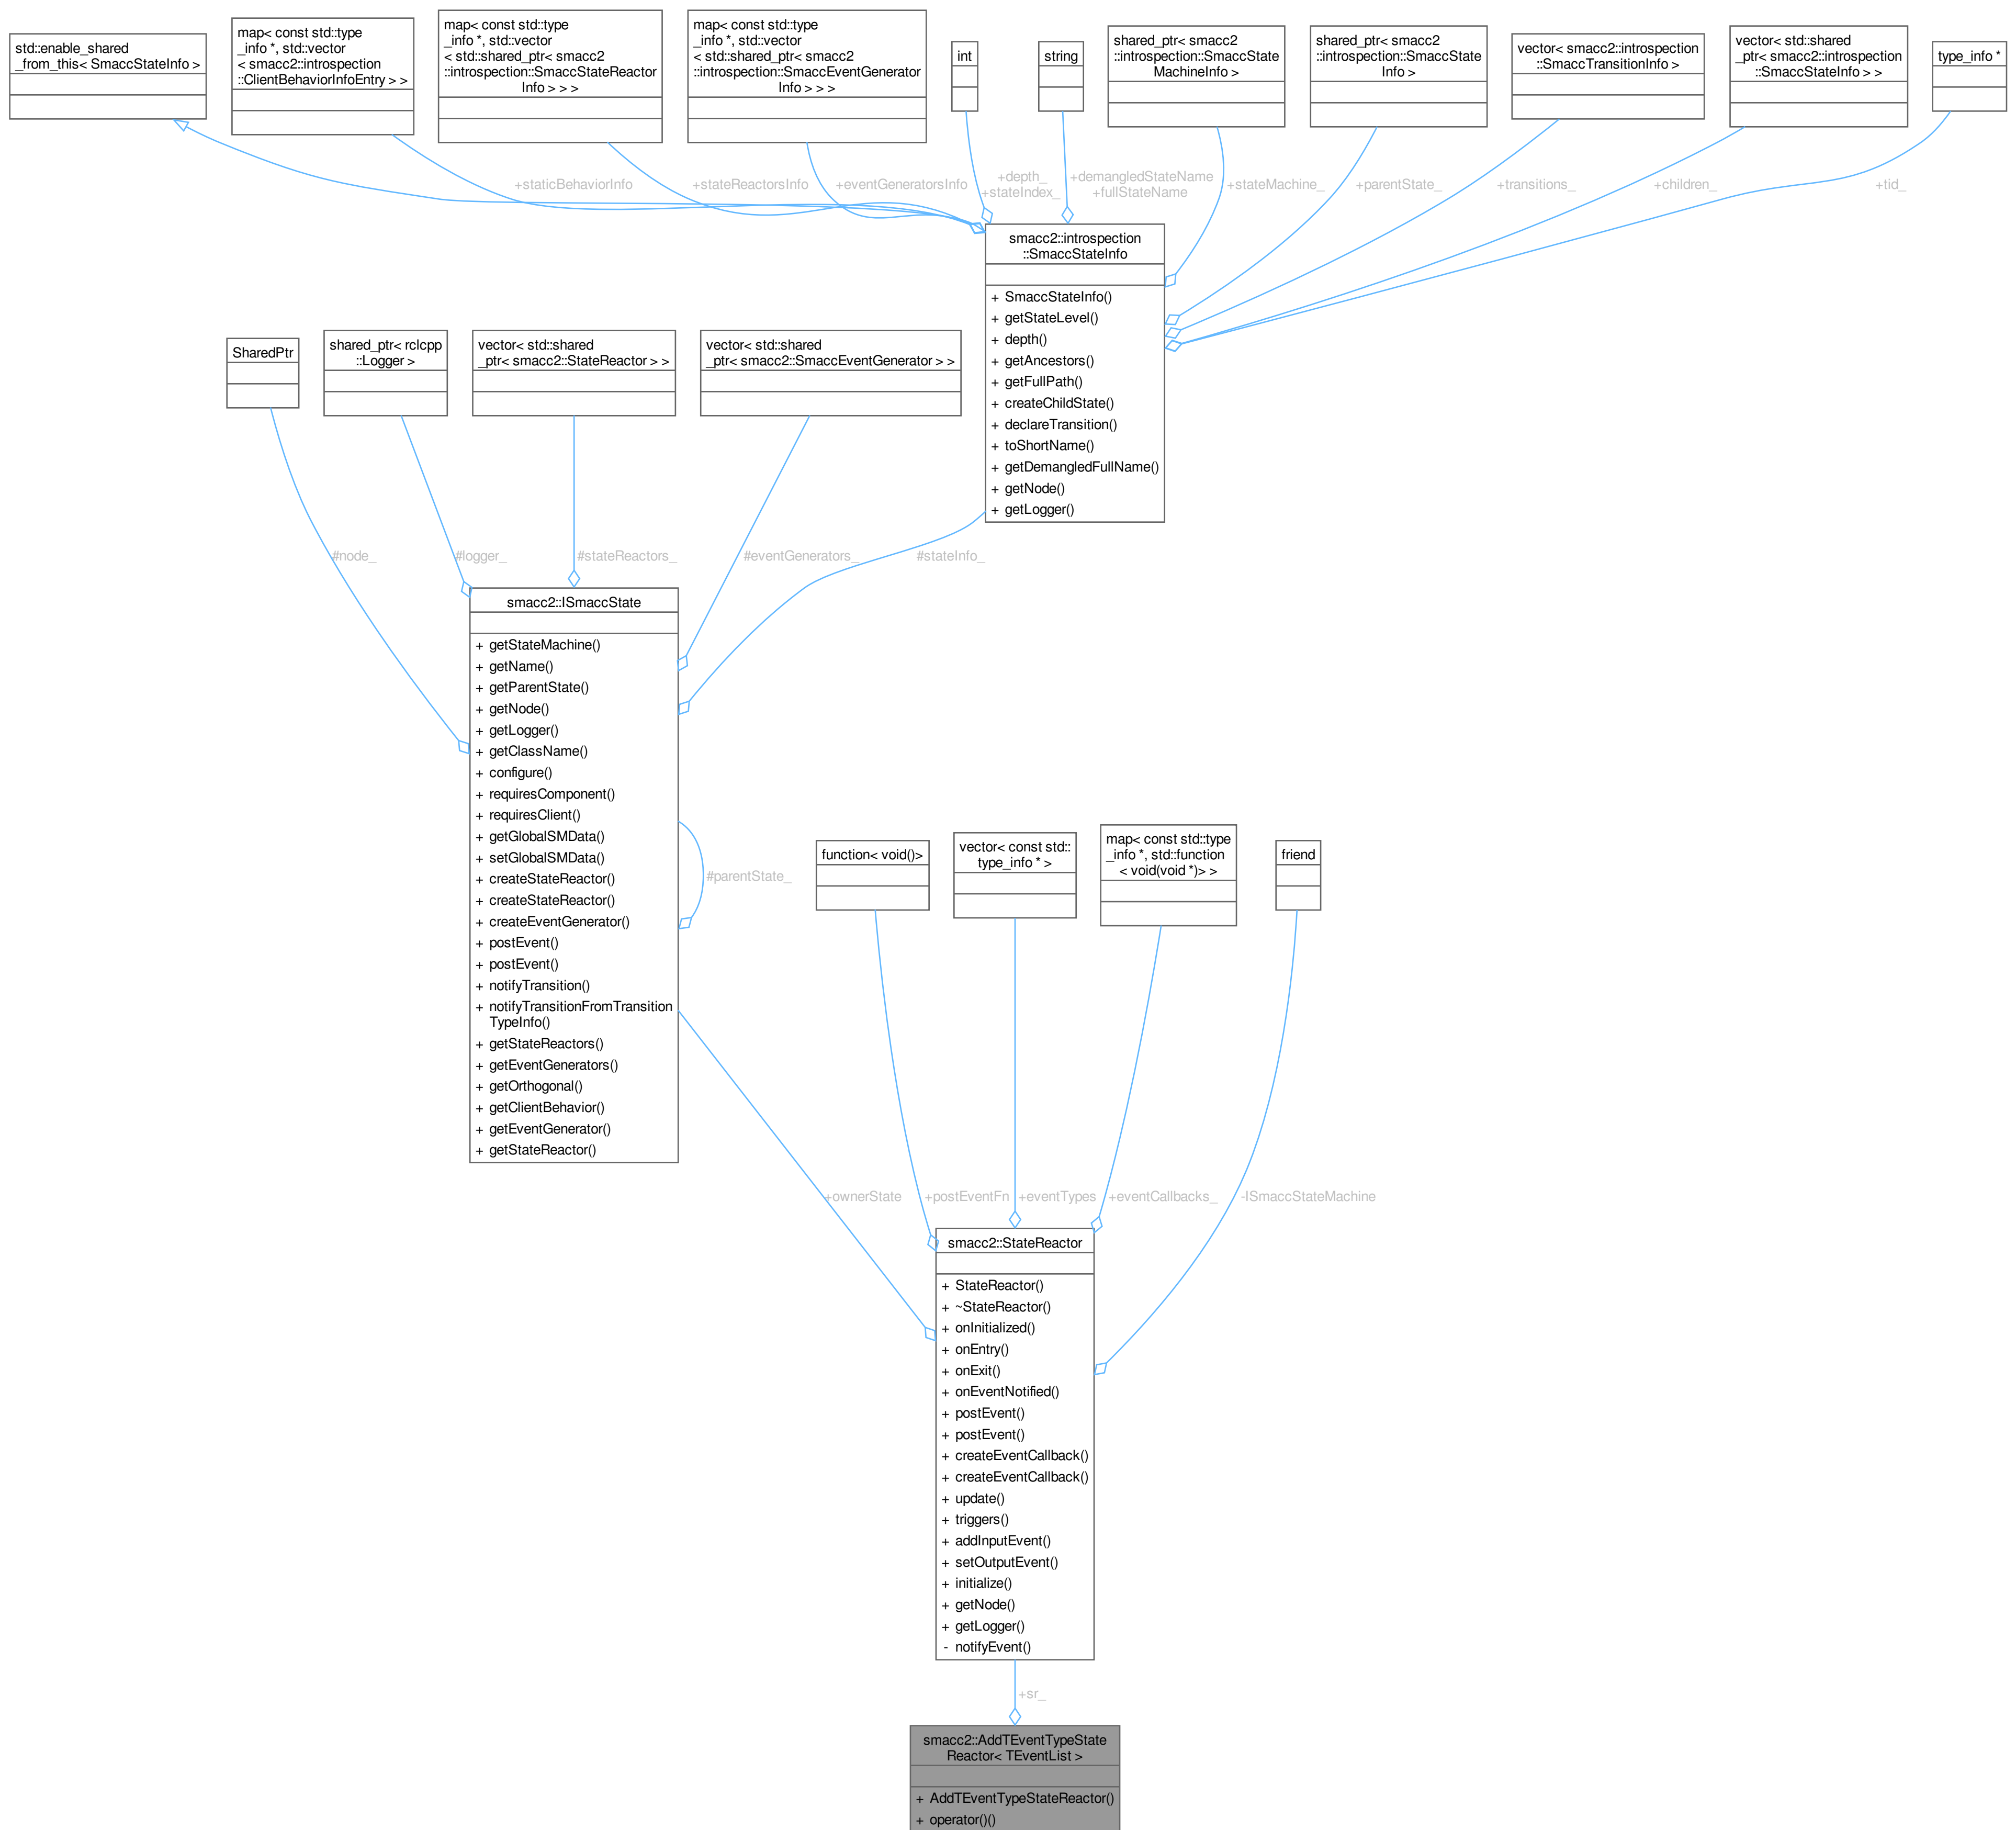 std::enable_shared
_from_this< SmaccStateInfo >
map< const std::type
_info *, std::vector
< smacc2::introspection
::ClientBehaviorInfoEntry > >
map< const std::type
_info *, std::vector
< std::shared_ptr< smacc2
::introspection::SmaccStateReactor
Info > > >
map< const std::type
_info *, std::vector
< std::shared_ptr< smacc2
::introspection::SmaccEventGenerator
Info > > >
int
string
shared_ptr< smacc2
::introspection::SmaccState
MachineInfo >
shared_ptr< smacc2
::introspection::SmaccState
Info >
vector< smacc2::introspection
::SmaccTransitionInfo >
vector< std::shared
_ptr< smacc2::introspection
::SmaccStateInfo > >
type_info *
+staticBehaviorInfo
+stateReactorsInfo
+eventGeneratorsInfo
+depth_
+stateIndex_
+demangledStateName
+fullStateName
+stateMachine_
+parentState_
+transitions_
+children_
+tid_
smacc2::introspection
::SmaccStateInfo
+ SmaccStateInfo()
+ getStateLevel()
+ depth()
+ getAncestors()
+ getFullPath()
+ createChildState()
+ declareTransition()
+ toShortName()
+ getDemangledFullName()
+ getNode()
+ getLogger()
SharedPtr
shared_ptr< rclcpp
::Logger >
vector< std::shared
_ptr< smacc2::StateReactor > >
vector< std::shared
_ptr< smacc2::SmaccEventGenerator > >
#node_
#logger_
#stateReactors_
#eventGenerators_
#stateInfo_
smacc2::ISmaccState
+ getStateMachine()
+ getName()
+ getParentState()
+ getNode()
+ getLogger()
+ getClassName()
+ configure()
+ requiresComponent()
+ requiresClient()
+ getGlobalSMData()
+ setGlobalSMData()
+ createStateReactor()
+ createStateReactor()
+ createEventGenerator()
+ postEvent()
+ postEvent()
+ notifyTransition()
+ notifyTransitionFromTransition
TypeInfo()
+ getStateReactors()
+ getEventGenerators()
+ getOrthogonal()
+ getClientBehavior()
+ getEventGenerator()
+ getStateReactor()
#parentState_
function< void()>
vector< const std::
type_info * >
map< const std::type
_info *, std::function
< void(void *)> >
friend
+ownerState
+postEventFn
+eventTypes
+eventCallbacks_
-ISmaccStateMachine
smacc2::StateReactor
+ StateReactor()
+ ~StateReactor()
+ onInitialized()
+ onEntry()
+ onExit()
+ onEventNotified()
+ postEvent()
+ postEvent()
+ createEventCallback()
+ createEventCallback()
+ update()
+ triggers()
+ addInputEvent()
+ setOutputEvent()
+ initialize()
+ getNode()
+ getLogger()
- notifyEvent()
+sr_
smacc2::AddTEventTypeState
Reactor< TEventList >
+ AddTEventTypeStateReactor()
+ operator()()